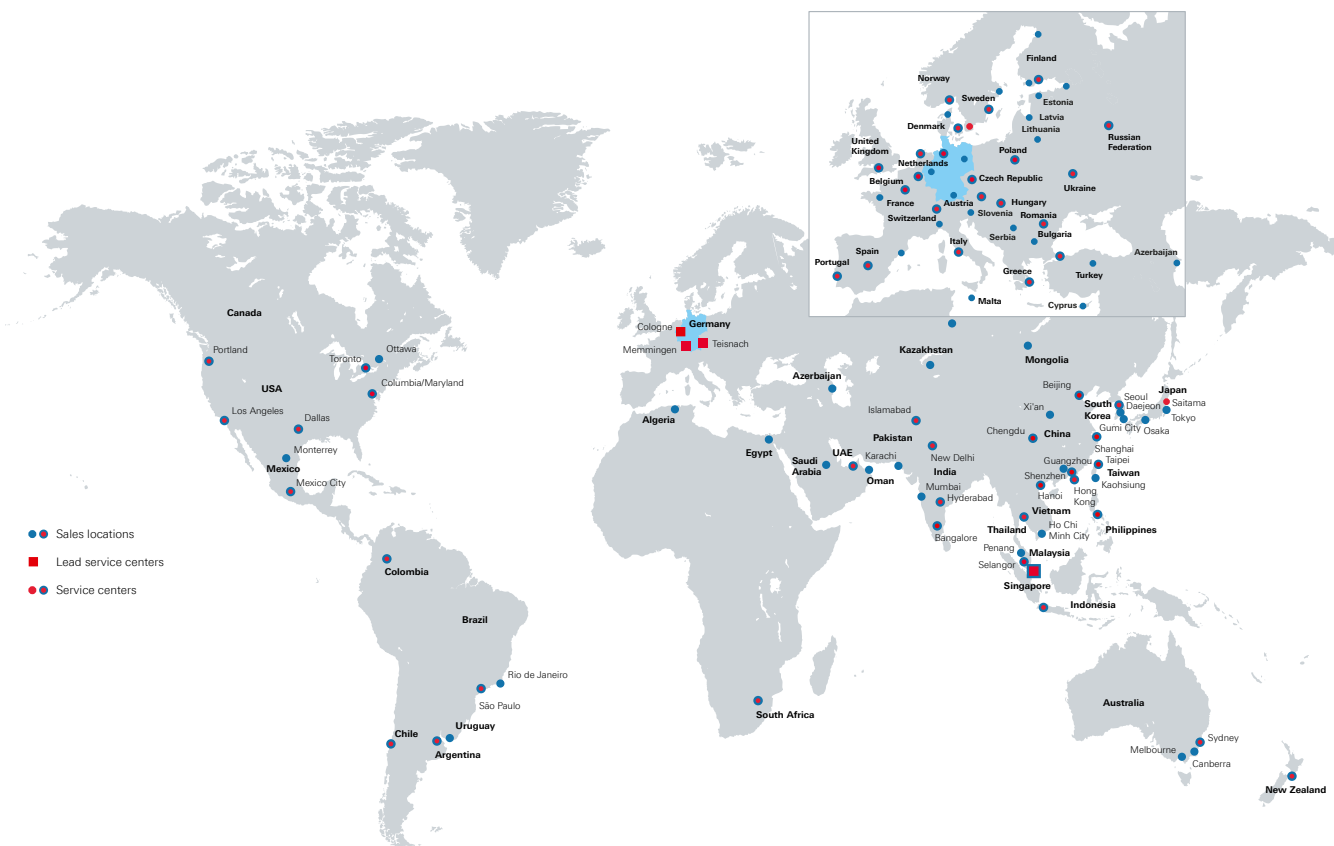 Finland
Norway
Sweden
Estonia
Denmark
Latvia
Lithuania
United
Kingdom
Russian
Federation
Poland
Netherlands
Belgium
Czech Republic
Ukraine
France
Austria
Hungary
Switzerland
Slovenia
Romania
Serbia
Bulgaria
Italy
Spain
Portugal
Azerbaijan
Greece
Turkey
Malta
Cyprus
Canada
Portland
Toronto
Ottawa
USA
Columbia/Maryland
Los Angeles
Dallas
Monterrey
Mexico
Mexico City
Cologne
Germany
Memmingen
Teisnach
Kazakhstan
Mongolia
Azerbaijan
Algeria
Egypt
Saudi
Arabia
UAE
Oman
Karachi
Islamabad
Pakistan
New Delhi
India
Mumbai
Hyderabad
Bangalore
Beijing
Xi'an
Chengdu
China
South
Korea
Seoul
Daejeon
Gumi City
Japan
Saitama
Tokyo
Osaka
Shanghai
Guangzhou
Taipei
Shenzhen
Taiwan
Kaohsiung
Hong
Kong
Hanoi
Vietnam
Thailand
Ho Chi
Minh City
Philippines
Penang
Malaysia
Selangor
Singapore
Indonesia
Sales locations
Lead service centers
Service centers
Colombia
Brazil
Rio de Janeiro
São Paulo
Uruguay
Chile
Argentina
South Africa
Australia
Sydney
Melbourne
Canberra
New Zealand